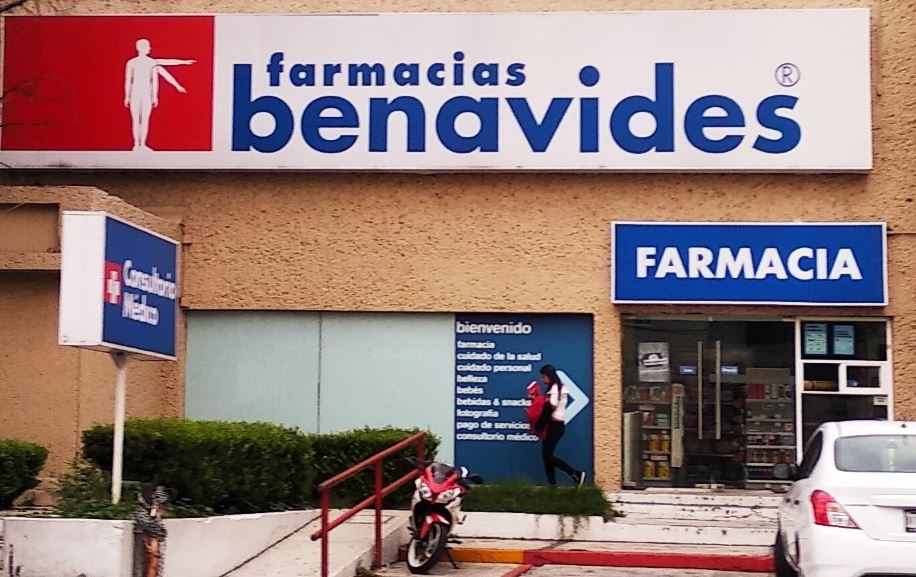 farmacias
benavides®
FARMACIA
Consultorio
Médico
bienvenido
farmacia
cuidado de la salud
cuidado personal
belleza
bebés
bebidas & snacks
fotografía
pago de servicios
consultorio médico